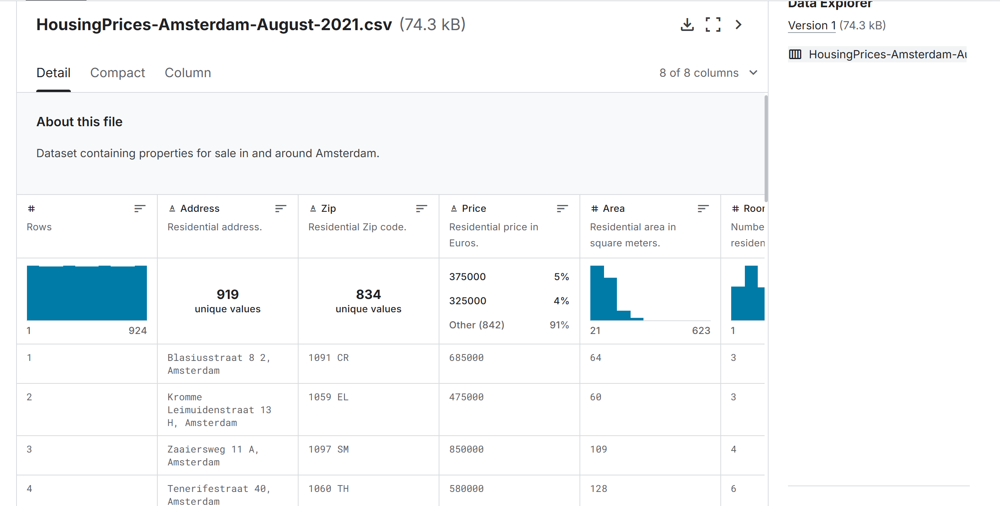 Data Explorer
HousingPrices-Amsterdam-August-2021.csv (74.3 kB)
Version 1 (74.3 kB)
HousingPrices-Amsterdam-Au
Detail Compact Column
8 of 8 columns
About this file
Dataset containing properties for sale in and around Amsterdam.
#
Rows
A Address
Residential address.
A Zip
Residential Zip code.
A Price
Residential price in
Euros.
# Area
Residential area in
square meters.
# Roor
Numbe
residen
1 924
919
unique values
834
unique values
375000 5%
325000 4%
Other (842) 91%
21 623
1
1
Blasiusstraat 8 2,
Amsterdam
1091 CR
685000
64
3
2
Kromme
Leimuidenstraat 13
H, Amsterdam
1059 EL
475000
60
3
3
Zaaiersweg 11 A,
Amsterdam
1097 SM
850000
109
4
4
Tenerifestraat 40,
Amsterdam
1060 TH
580000
128
6